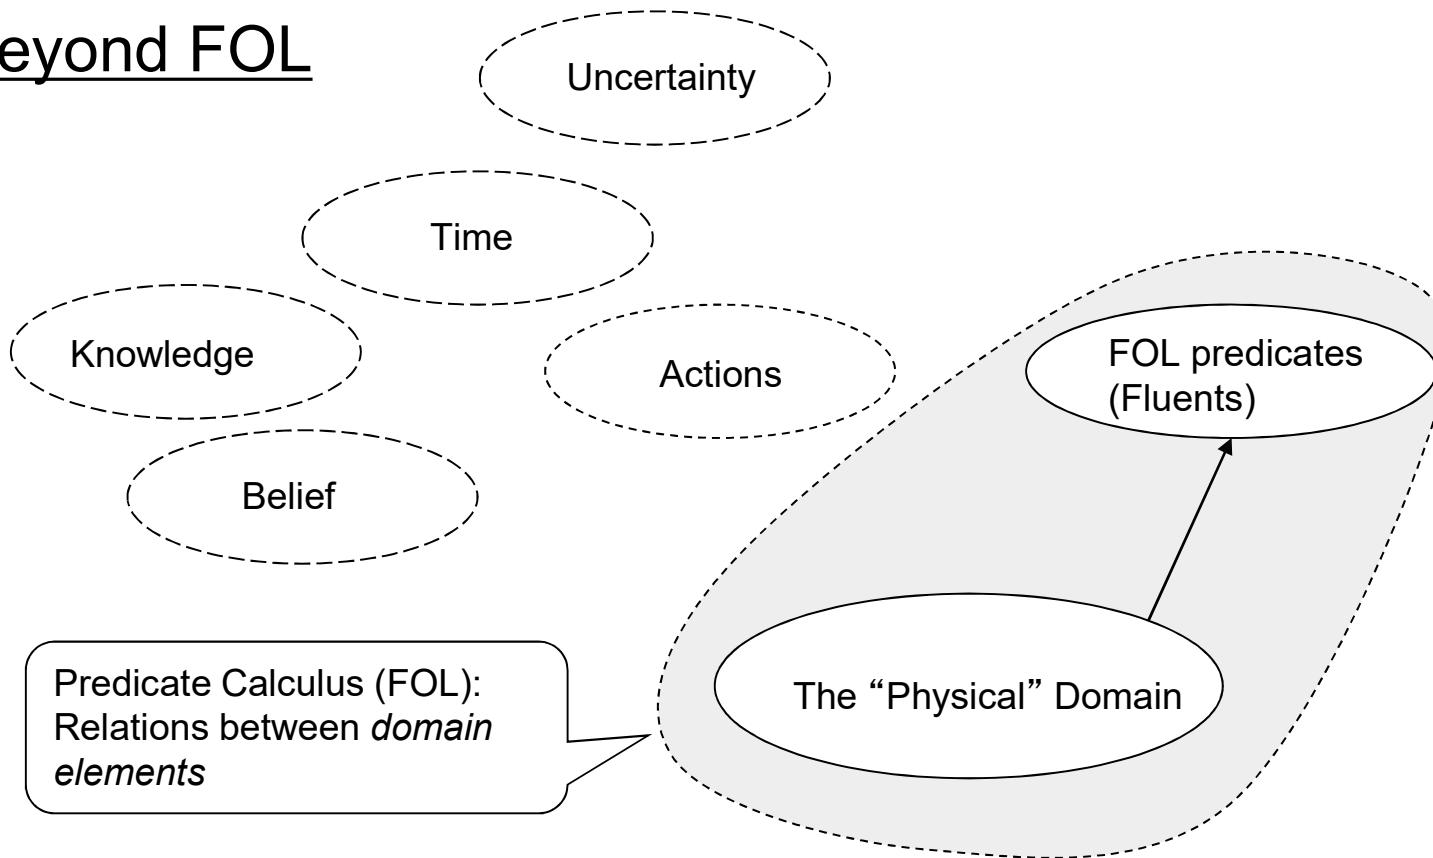 eyond FOL
Uncertainty
Time
Knowledge
Actions
FOL predicates
(Fluents)
Belief
Predicate Calculus (FOL):
Relations between domain
elements
The “Physical” Domain